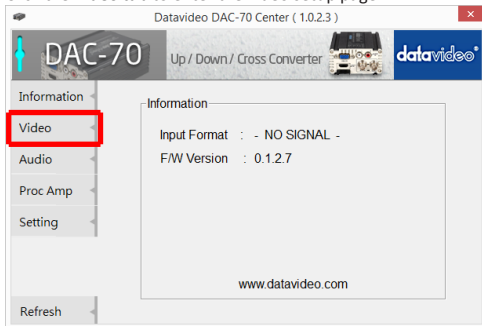 Datavideo DAC-70 Center ( 1.0.2.3 )
DAC-70
Up / Down / Cross Converter
datavideo
Information
Video
Audio
Proc Amp
Setting
Refresh
Information
Input Format : - NO SIGNAL -
F/W Version : 0.1.2.7
www.datavideo.com